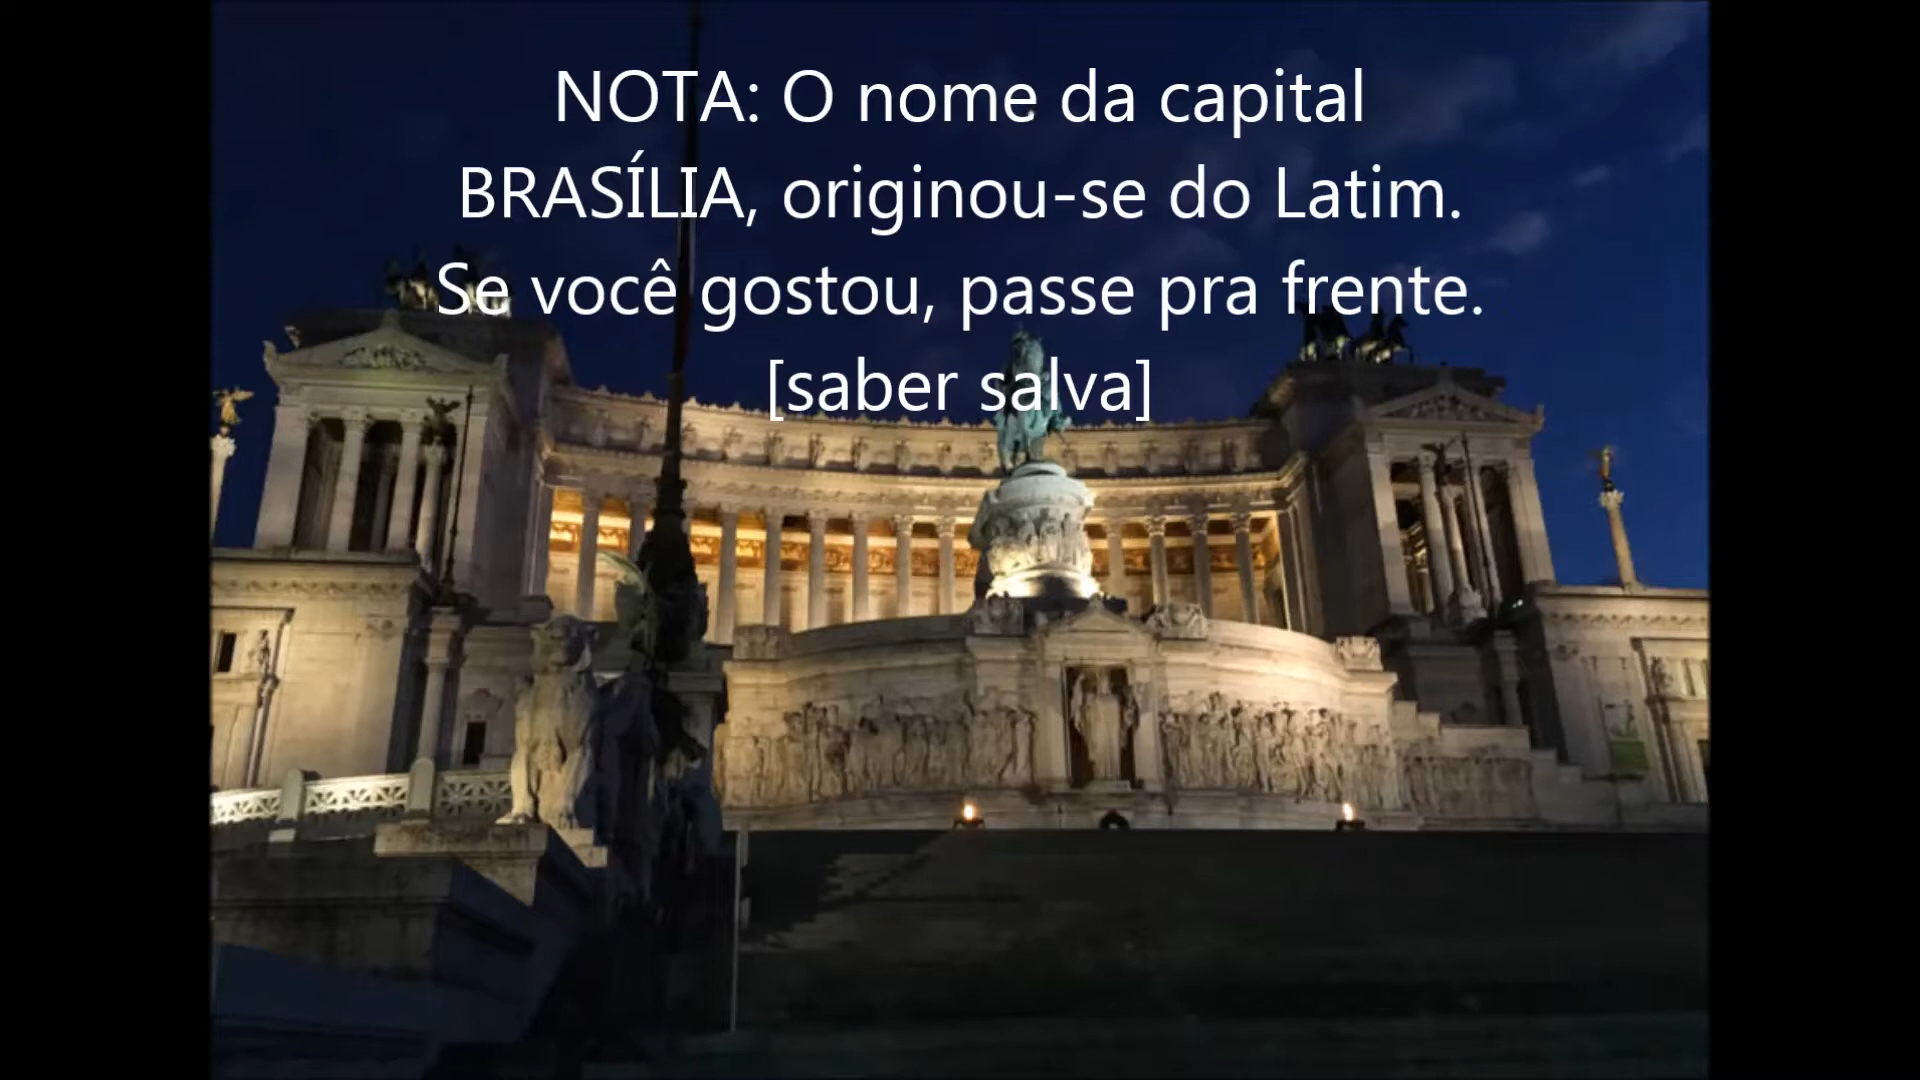 NOTA: O nome da capital
BRASÍLIA, originou-se do Latim.
Se você gostou, passe pra frente.
[saber salva]